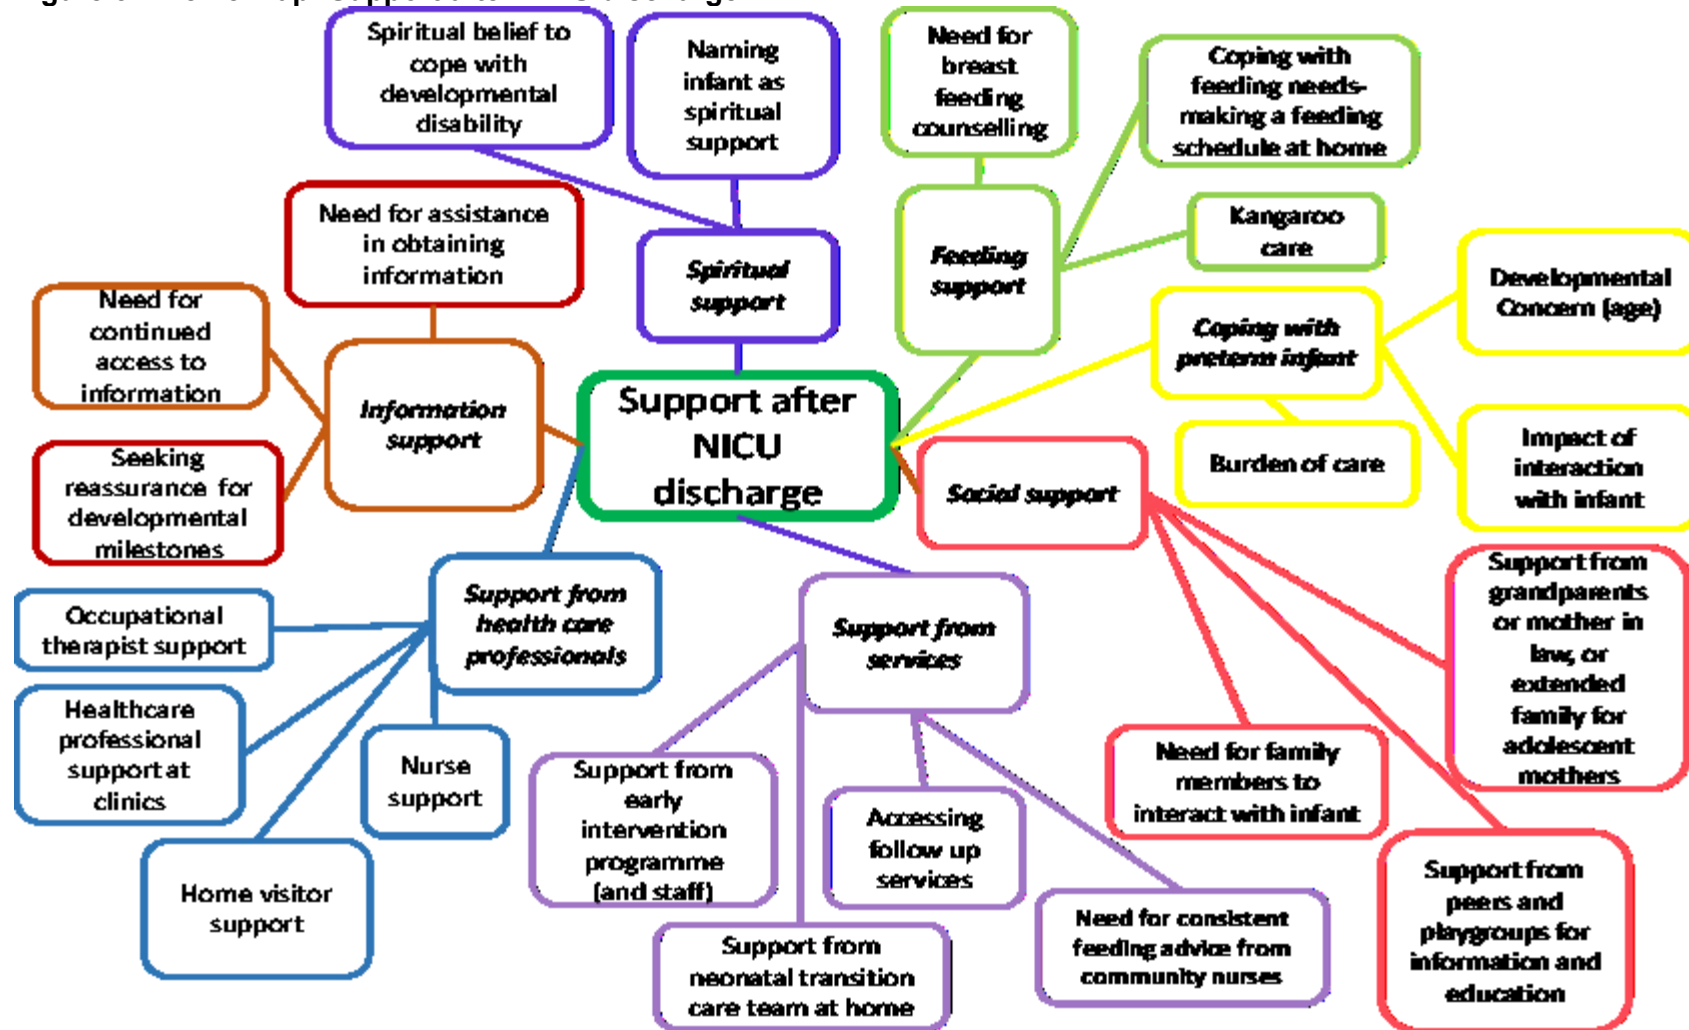 Spiritual belief to
cope with
developmental
disability
Naming
infant as
spiritual
support
Need for
breast
feeding
counselling
Coping with
feeding needs-
making a feeding
schedule at home
Need for assistance
in obtaining
information
Spiritual
support
Feeding
support
Kangaroo
care
Developmental
Concern (age)
Need for
continued
access to
information
Information
support
Support after
NICU
discharge
Coping with
preterm infant
Burden of care
Impact of
interaction
with infant
Seeking
reassurance for
developmental
milestones
Social support
Support from
health care
professionals
Support from
services
Support from
grandparents
or mother in
law, or
extended
family for
adolescent
mothers
Occupational
therapist support
Healthcare
professional
support at
clinics
Nurse
support
Home visitor
support
Support from
early
intervention
programme
(and staff)
Accessing
follow up
services
Need for family
members to
interact with infant
Support from
neonatal transition
care team at home
Need for consistent
feeding advice from
community nurses
Support from
peers and
playgroups for
information and
education